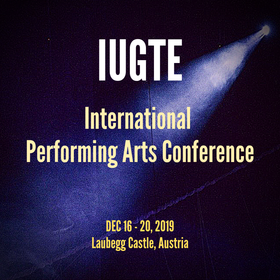 IUGTE
International
Performing Arts Conference
DEC 16 - 20, 2019
Laubegg Castle, Austria